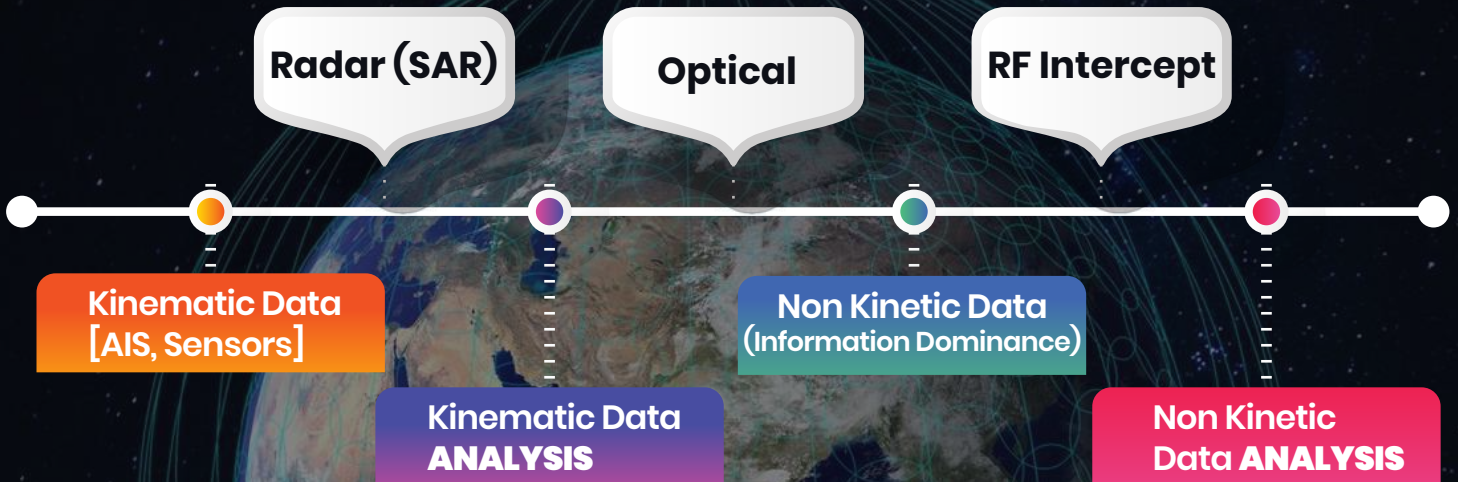 Radar (SAR)
Optical
RF Intercept
Kinematic Data
[AIS, Sensors]
Non Kinetic Data
(Information Dominance)
Kinematic Data
ANALYSIS
Non Kinetic
Data ANALYSIS